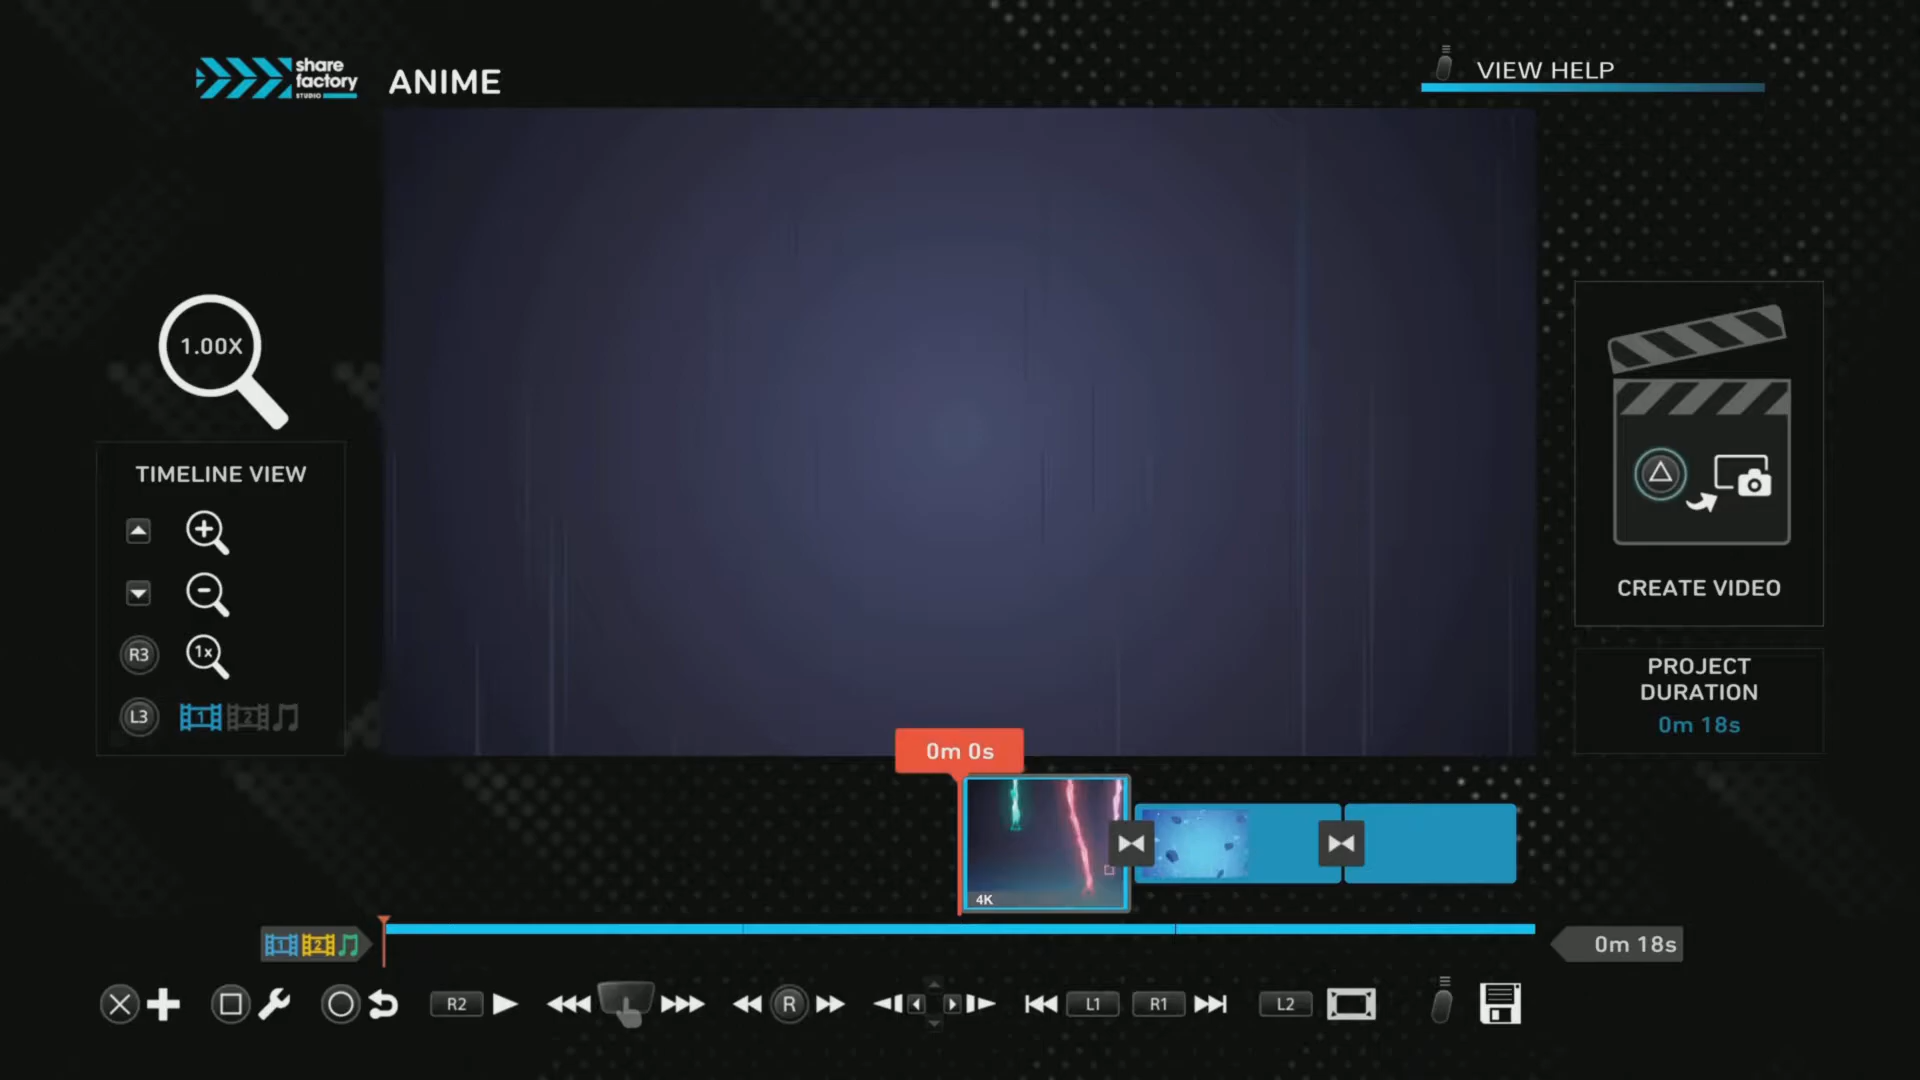 share
factory
STUDIO
ANIME
VIEW HELP
1.00X
TIMELINE VIEW
R3
1x
L3
1
2
CREATE VIDEO
PROJECT
DURATION
0m 18s
0m 0s
4K
1
2
0m 18s
R2
R
L1
R1
L2